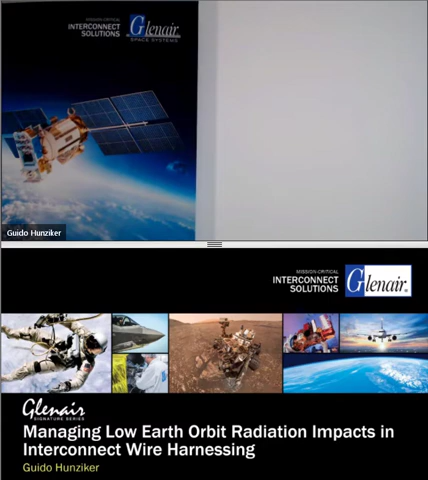 MISSION-CRITICAL
INTERCONNECT
SOLUTIONS
Glenair
SPACE SYSTEMS
Guido Hunziker
MISSION-CRITICAL
INTERCONNECT
SOLUTIONS
Glenair®
Glenair
SIGNATURE SERIES
Managing Low Earth Orbit Radiation Impacts in
Interconnect Wire Harnessing
Guido Hunziker